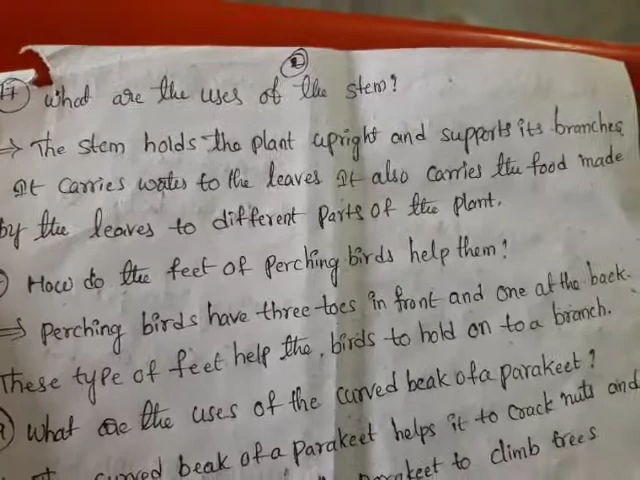 2
17 What are the uses of the stem?
→ The stem holds the plant upright and supports its branches
It carries water to the leaves It also carries the food made
by the leaves to different parts of the plant.
How do the feet of perching birds help them?
⇒ perching birds have three toes in front and one at the back.
These type of feet help the, birds to hold on to a branch.
What are the uses of the curved beak of a parakeet?
curved beak of a parakeet helps it to crack nuts and
parakeet to climb trees